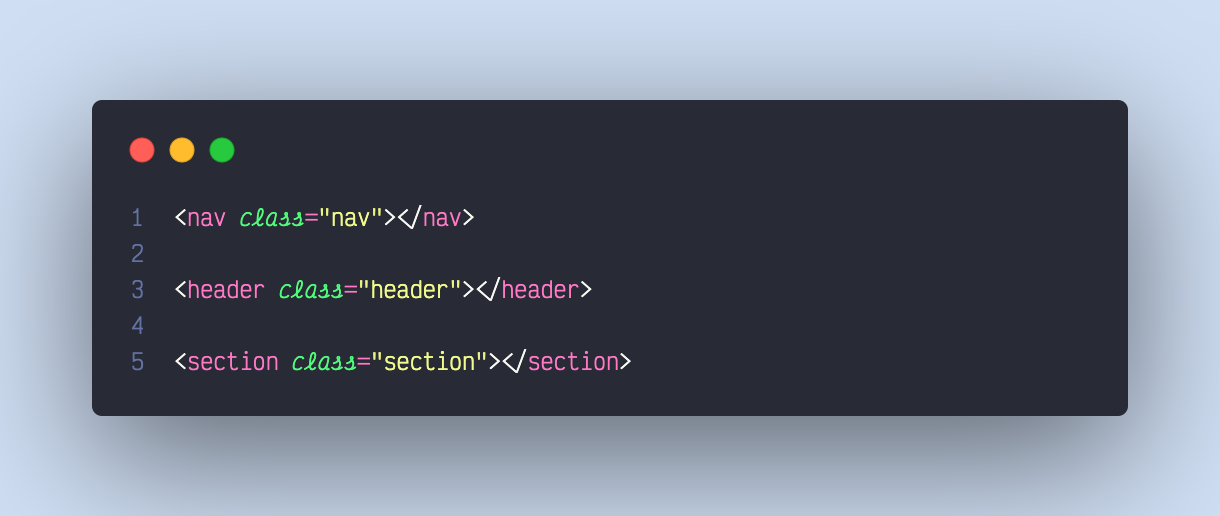 1 <nav class="nav"></nav>
2
3 <header class="header"></header>
4
5 <section class="section"></section>